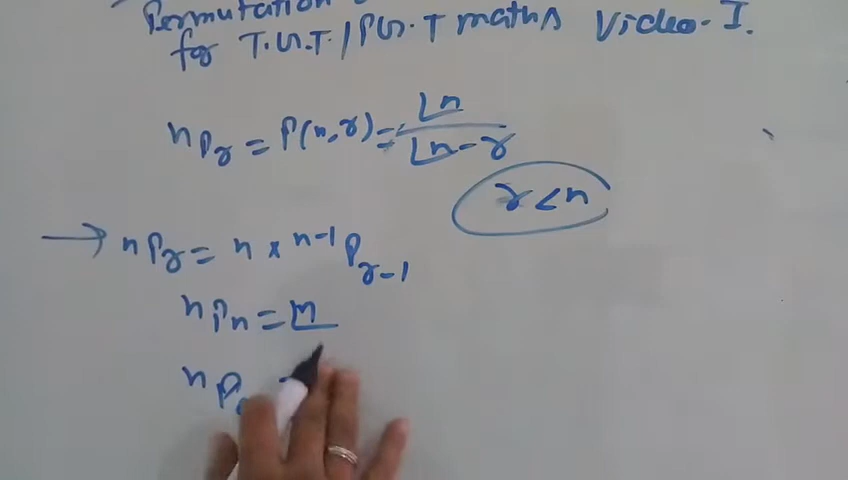 Permutation
for T.G.T. / P.G.T maths Video-I.
ⁿPᵣ = P(n, r) = ∟n / ∟n-r
r < n
→ ⁿPᵣ = n × ⁿ⁻¹Pᵣ₋₁
ⁿPₙ = ∟n
ⁿP